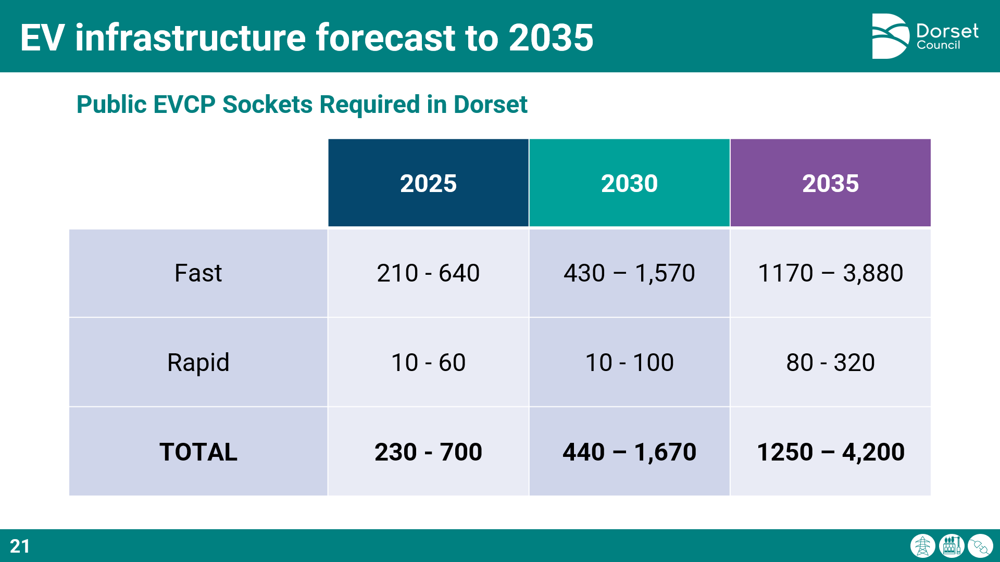 EV infrastructure forecast to 2035
Dorset
Council
Public EVCP Sockets Required in Dorset
2025 2030 2035
Fast 210 - 640 430 – 1,570 1170 – 3,880
Rapid 10 - 60 10 - 100 80 - 320
TOTAL 230 - 700 440 – 1,670 1250 – 4,200
21